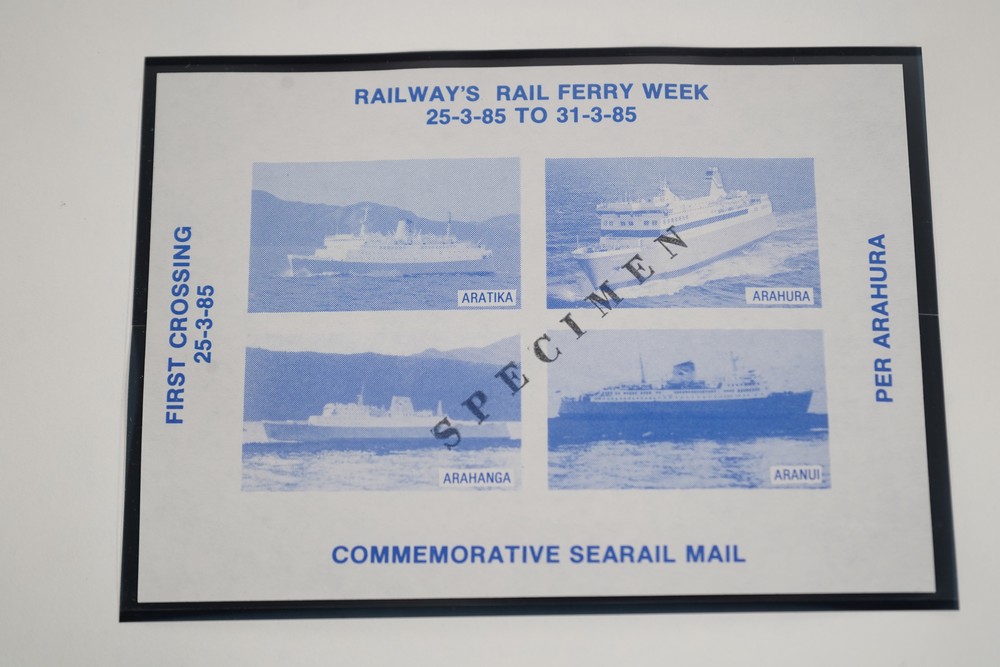 RAILWAY'S RAIL FERRY WEEK
25-3-85 TO 31-3-85
FIRST CROSSING
25-3-85
ARATIKA
ARAHURA
SPECIMEN
ARAHANGA
ARANUI
PER ARAHURA
COMMEMORATIVE SEARAIL MAIL